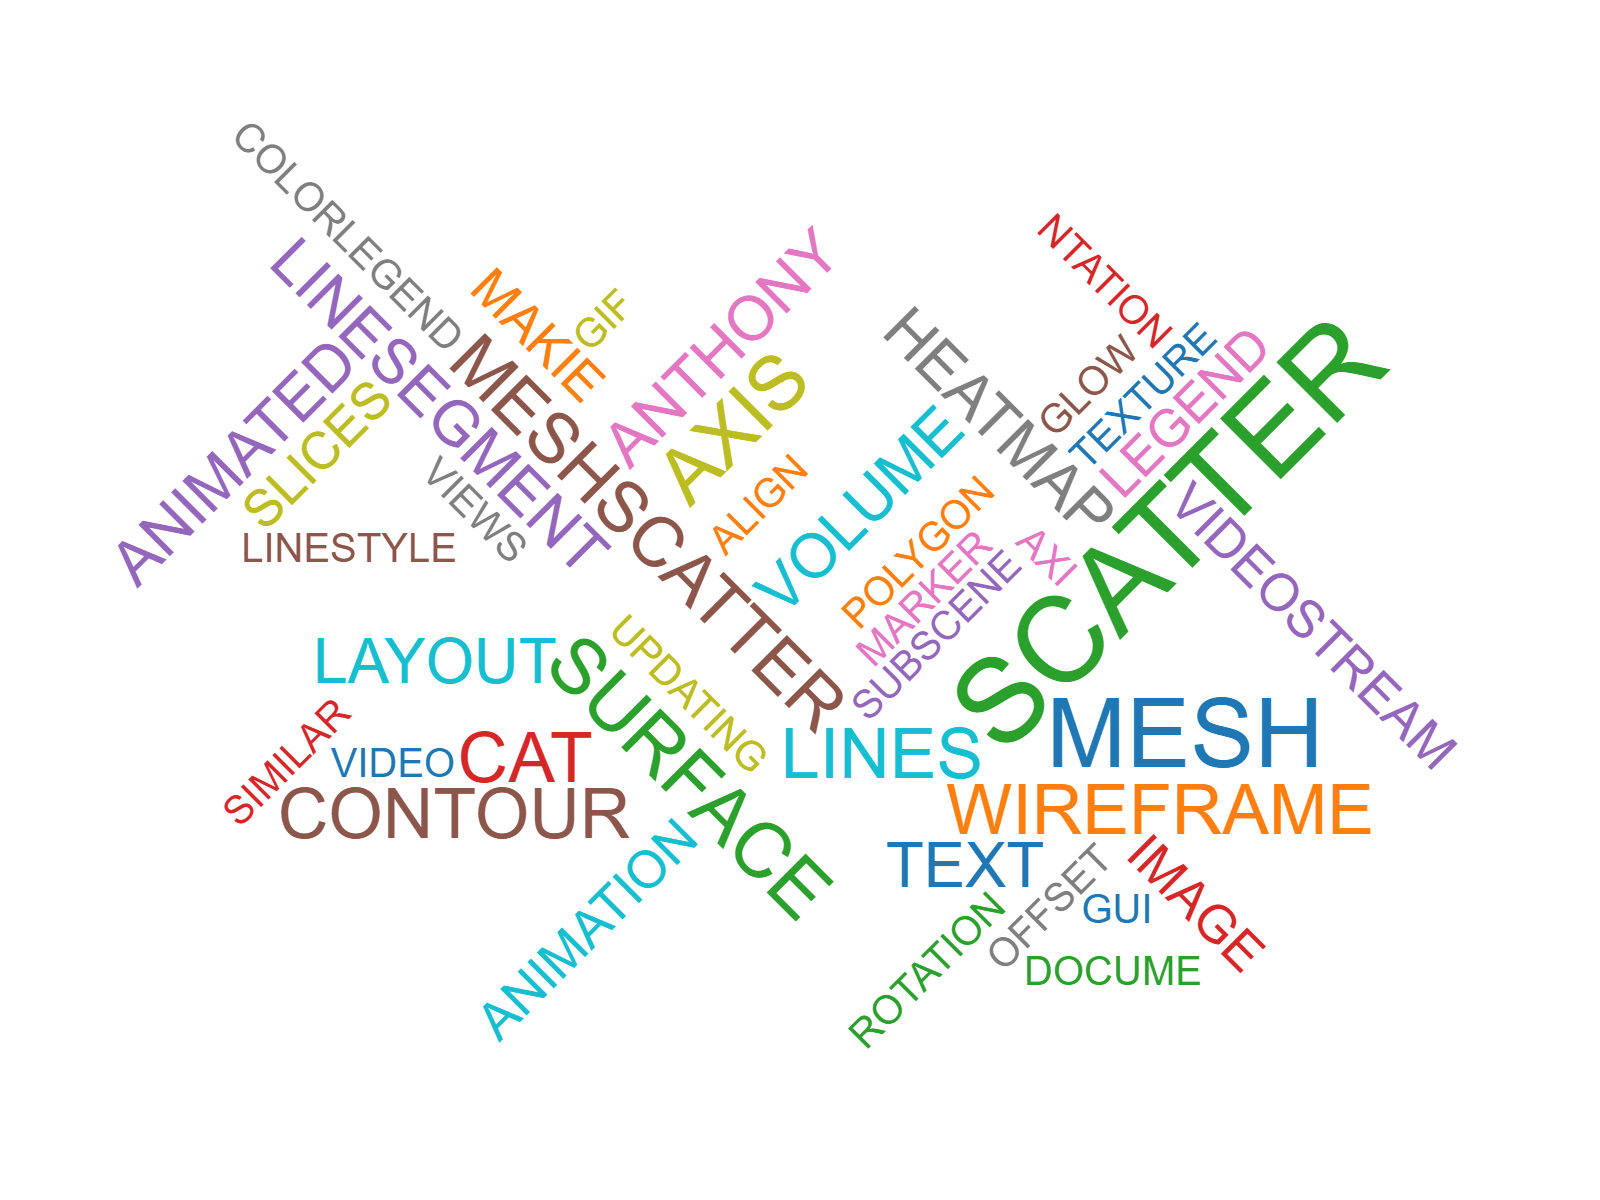 COLORLEGEND
NTATION
ANTHONY
LINESEGMENT
MAKIE
GIF
HEATMAP
SCATTER
TEXTURE
GLOW
LEGEND
ANIMATED
MESHSCATTER
AXIS
SLICES
VOLUME
VIEWS
ALIGN
POLYGON
VIDEOSTREAM
LINESTYLE
MARKER
AXI
SUBSCENE
LAYOUT
UPDATING
SURFACE
SIMILAR
MESH
VIDEO
CAT
LINES
CONTOUR
WIREFRAME
ANIMATION
TEXT
OFFSET
IMAGE
ROTATION
GUI
DOCUME